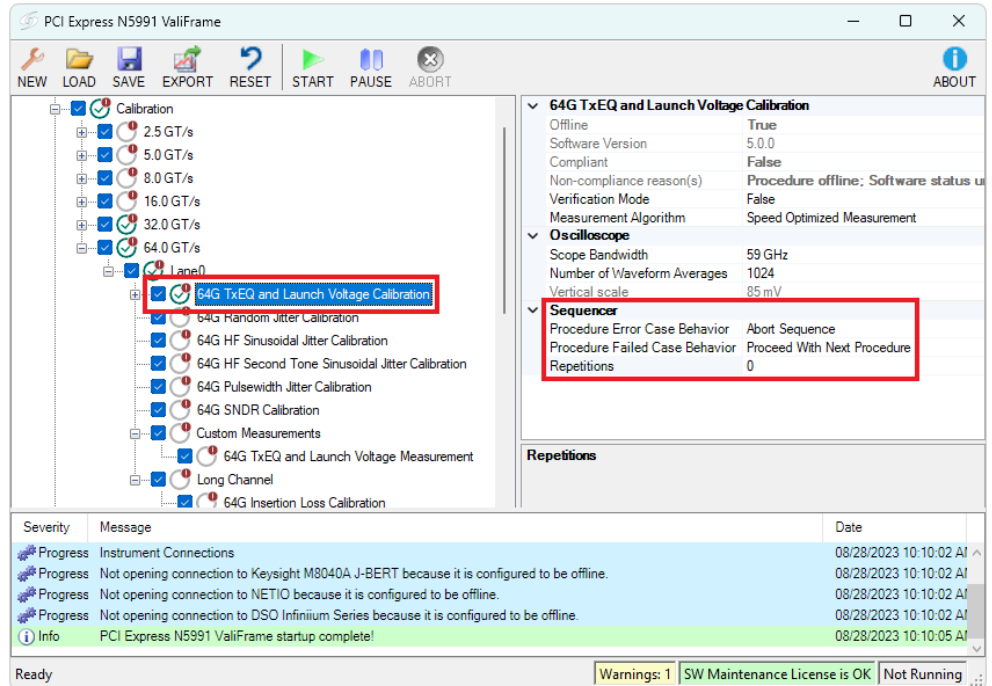 PCI Express N5991 ValiFrame
NEW LOAD SAVE EXPORT RESET START PAUSE ABORT ABOUT
Calibration
2.5 GT/s
5.0 GT/s
8.0 GT/s
16.0 GT/s
32.0 GT/s
64.0 GT/s
Lane0
64G TxEQ and Launch Voltage Calibration
64G Random Jitter Calibration
64G HF Sinusoidal Jitter Calibration
64G HF Second Tone Sinusoidal Jitter Calibration
64G Pulsewidth Jitter Calibration
64G SNDR Calibration
Custom Measurements
64G TxEQ and Launch Voltage Measurement
Long Channel
64G Insertion Loss Calibration
64G TxEQ and Launch Voltage Calibration
Offline True
Software Version 5.0.0
Compliant False
Non-compliance reason(s) Procedure offline; Software status u
Verification Mode False
Measurement Algorithm Speed Optimized Measurement
Oscilloscope
Scope Bandwidth 59 GHz
Number of Waveform Averages 1024
Vertical scale 85 mV
Sequencer
Procedure Error Case Behavior Abort Sequence
Procedure Failed Case Behavior Proceed With Next Procedure
Repetitions 0
Repetitions
Severity Message Date
Progress Instrument Connections 08/28/2023 10:10:02 AM
Progress Not opening connection to Keysight M8040A J-BERT because it is configured to be offline. 08/28/2023 10:10:02 AM
Progress Not opening connection to NETIO because it is configured to be offline. 08/28/2023 10:10:02 AM
Progress Not opening connection to DSO Infiniium Series because it is configured to be offline. 08/28/2023 10:10:02 AM
Info PCI Express N5991 ValiFrame startup complete! 08/28/2023 10:10:05 AM
Ready Warnings: 1 SW Maintenance License is OK Not Running